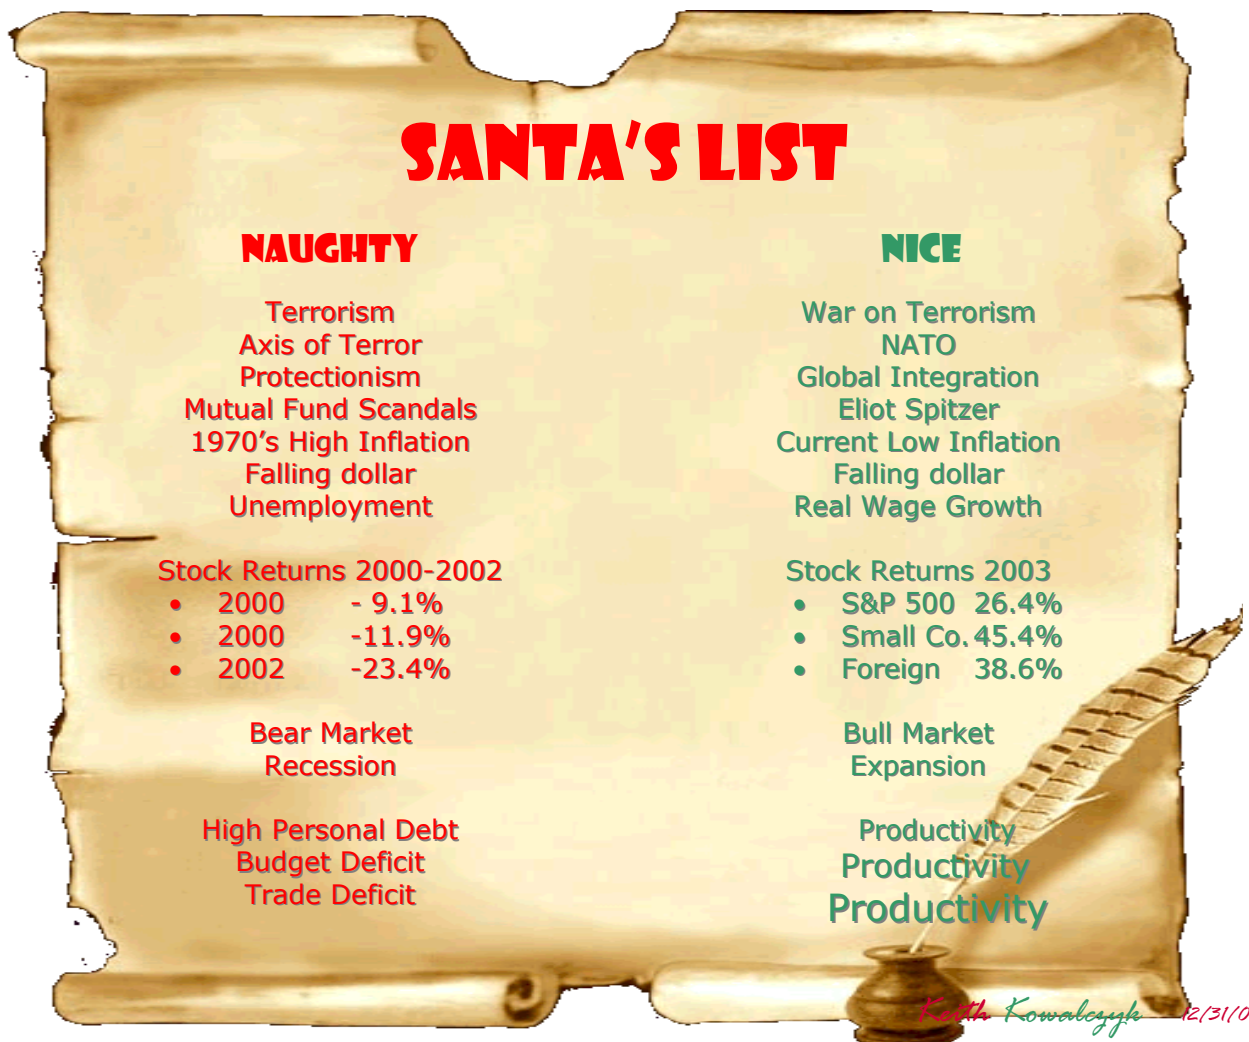 SANTA'S LIST
NAUGHTY
Terrorism
Axis of Terror
Protectionism
Mutual Fund Scandals
1970's High Inflation
Falling dollar
Unemployment
Stock Returns 2000-2002
• 2000 - 9.1%
• 2000 -11.9%
• 2002 -23.4%
Bear Market
Recession
High Personal Debt
Budget Deficit
Trade Deficit
NICE
War on Terrorism
NATO
Global Integration
Eliot Spitzer
Current Low Inflation
Falling dollar
Real Wage Growth
Stock Returns 2003
• S&P 500 26.4%
• Small Co. 45.4%
• Foreign 38.6%
Bull Market
Expansion
Productivity
Productivity
Productivity
Keith Kowalczyk 12/31/0